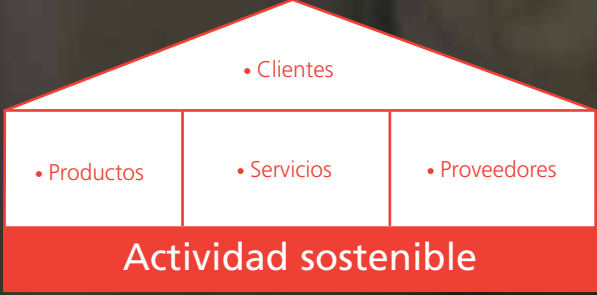 • Clientes
• Productos
• Servicios
• Proveedores
Actividad sostenible